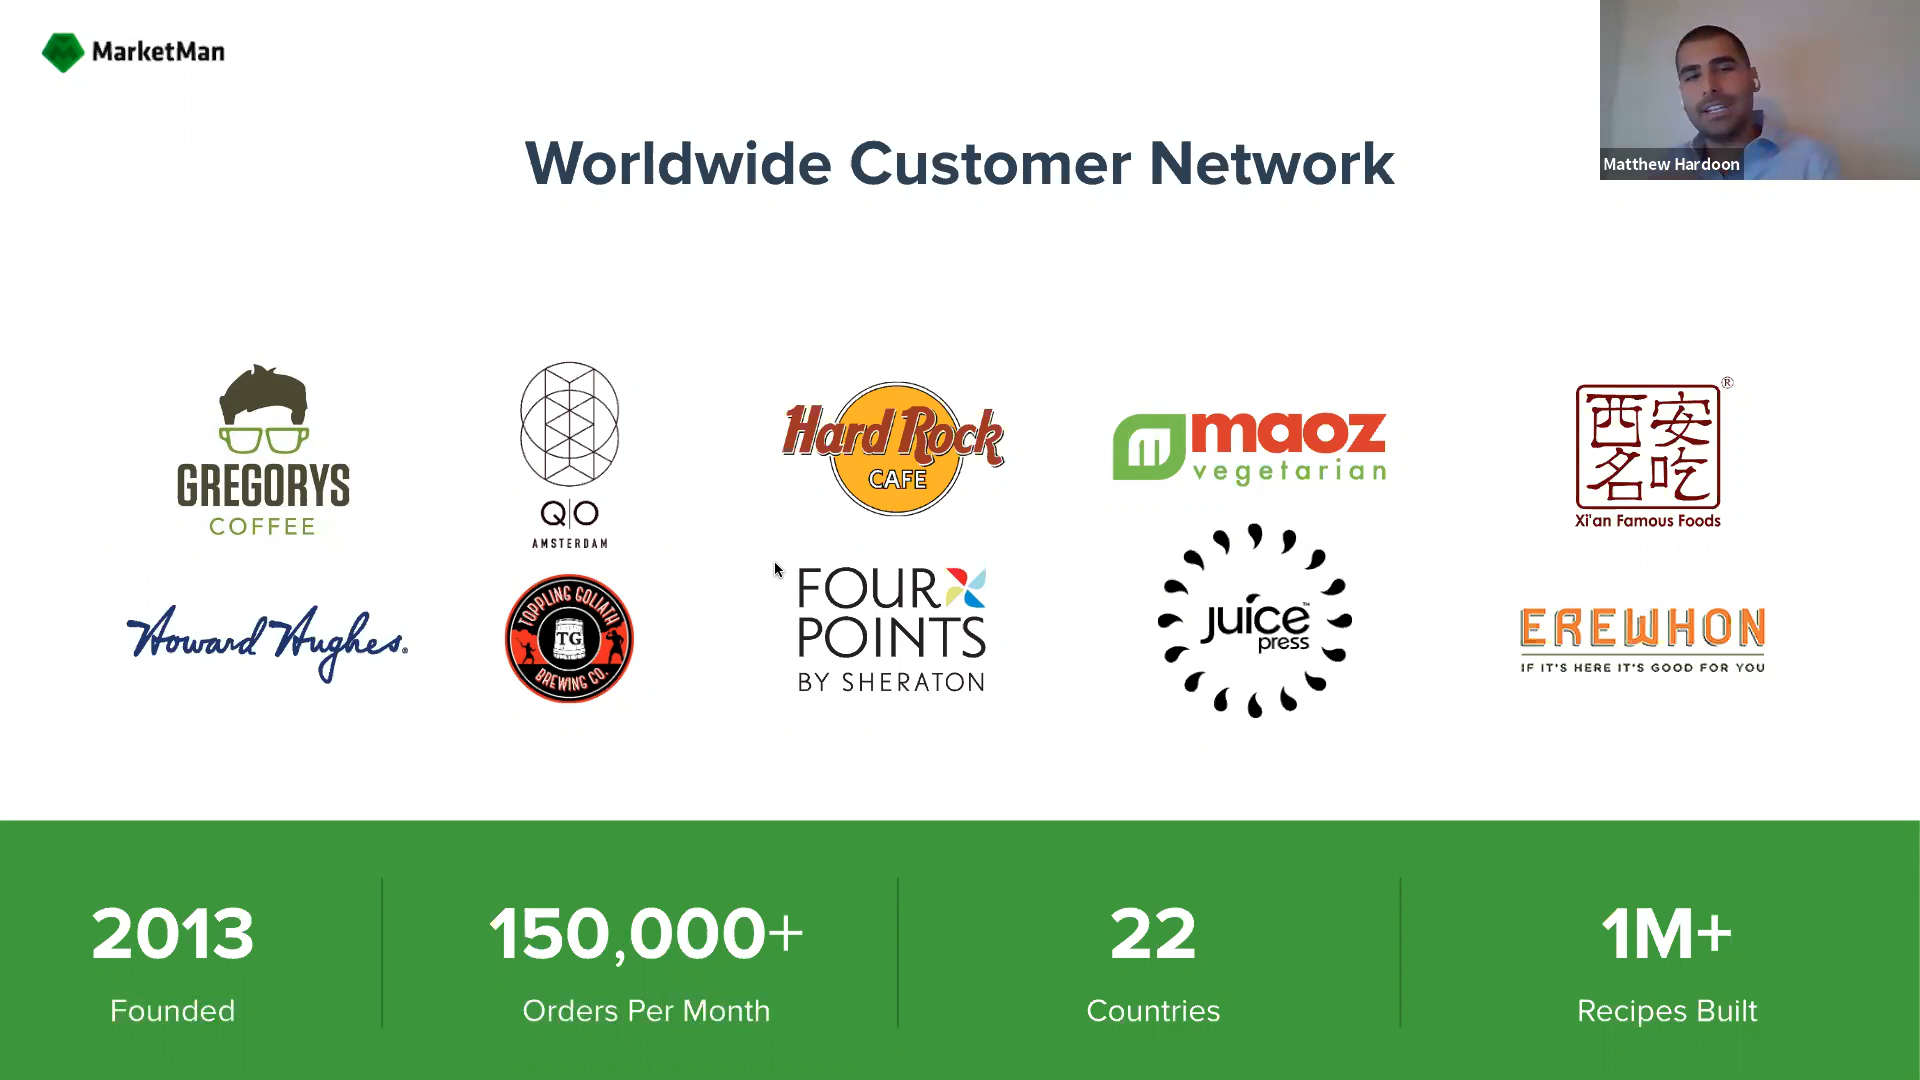 MarketMan
Matthew Hardoon
Worldwide Customer Network
GREGORYS
COFFEE
Q|O
AMSTERDAM
Hard Rock
CAFE
maoz
vegetarian
西安
名吃
®
Xi'an Famous Foods
Howard Hughes®
TOPPLING GOLIATH
TG
BREWING CO.
FOUR
POINTS
BY SHERATON
juice™
press
EREWHON
IF IT'S HERE IT'S GOOD FOR YOU
2013
Founded
150,000+
Orders Per Month
22
Countries
1M+
Recipes Built